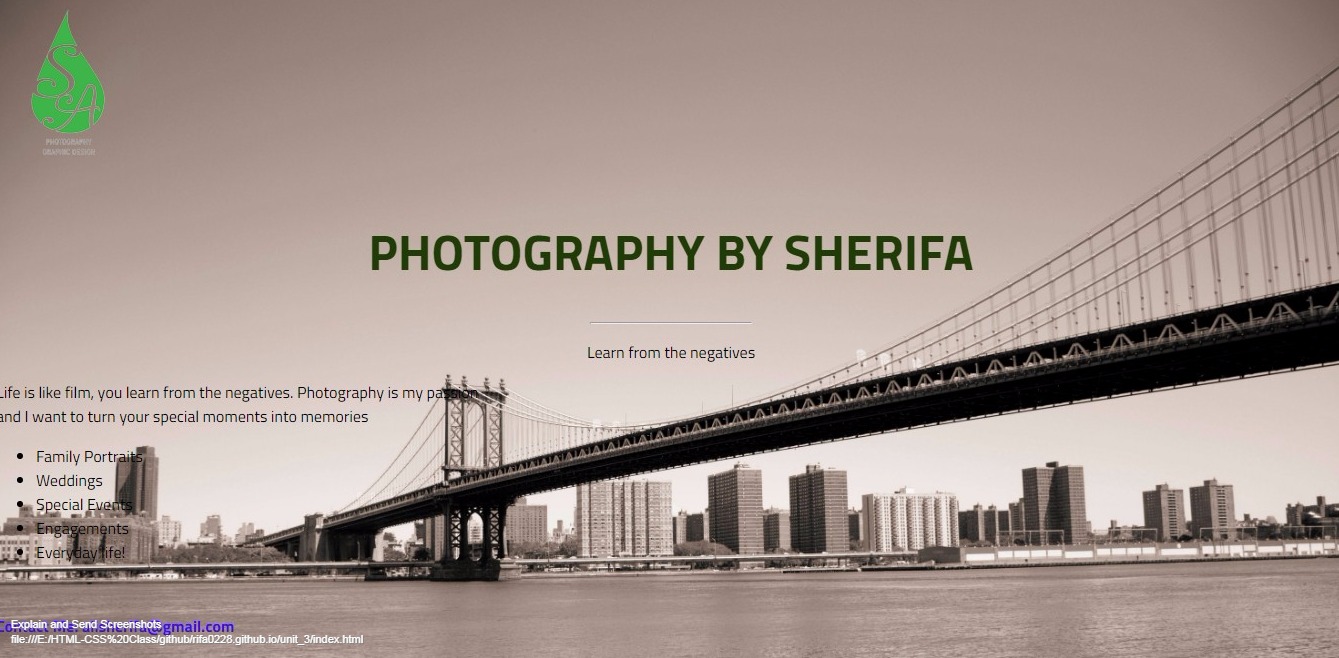 SA
PHOTOGRAPHY
GRAPHIC DESIGN
PHOTOGRAPHY BY SHERIFA
Learn from the negatives
Life is like film, you learn from the negatives. Photography is my passion
and I want to turn your special moments into memories
Family Portraits
Weddings
Special Events
Engagements
Everyday life!
Contact Me: @gmail.com
Explain and Send Screenshots
file:///E:/HTML-CSS%20Class/github/rifa0228.github.io/unit_3/index.html